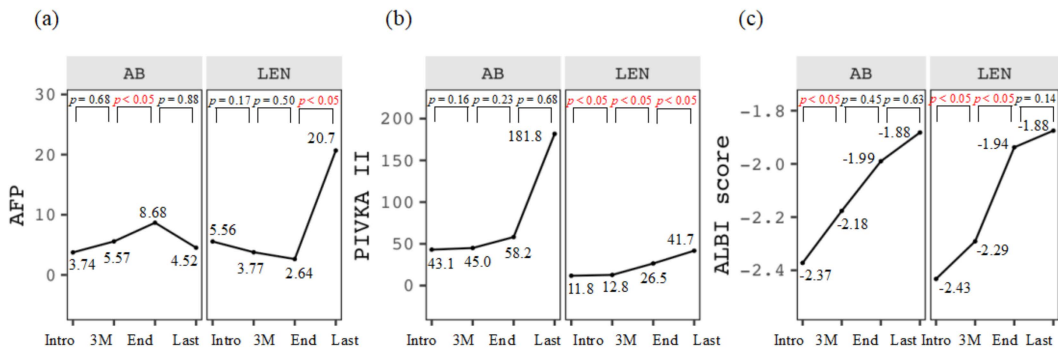 (a)
(b)
(c)
AB
LEN
p = 0.68 p < 0.05 p = 0.88
p = 0.17 p = 0.50 p < 0.05
AFP
30
20
10
0
3.74
5.57
8.68
4.52
5.56
3.77
2.64
20.7
Intro 3M End Last
Intro 3M End Last
AB
LEN
p = 0.16 p = 0.23 p = 0.68
p < 0.05 p < 0.05 p < 0.05
PIVKA II
200
150
100
50
0
43.1
45.0
58.2
181.8
11.8
12.8
26.5
41.7
Intro 3M End Last
Intro 3M End Last
AB
LEN
p < 0.05 p = 0.45 p = 0.63
p < 0.05 p < 0.05 p = 0.14
ALBI score
-1.8
-2.0
-2.2
-2.4
-2.37
-2.18
-1.99
-1.88
-2.43
-2.29
-1.94
-1.88
Intro 3M End Last
Intro 3M End Last